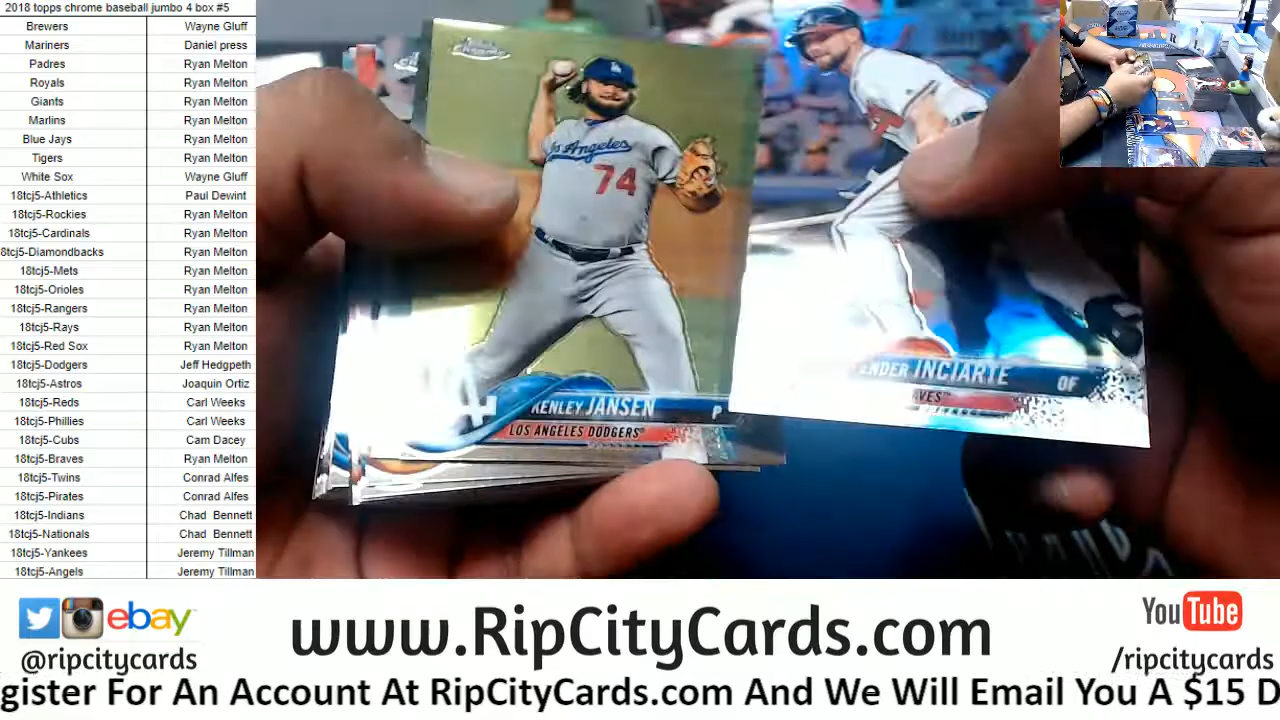 2018 topps chrome baseball jumbo 4 box #5
Brewers Wayne Gluff
Mariners Daniel press
Padres Ryan Melton
Royals Ryan Melton
Giants Ryan Melton
Marlins Ryan Melton
Blue Jays Ryan Melton
Tigers Ryan Melton
White Sox Wayne Gluff
18tcj5-Athletics Paul Dewint
18tcj5-Rockies Ryan Melton
18tcj5-Cardinals Ryan Melton
8tcj5-Diamondbacks Ryan Melton
18tcj5-Mets Ryan Melton
18tcj5-Orioles Ryan Melton
18tcj5-Rangers Ryan Melton
18tcj5-Rays Ryan Melton
18tcj5-Red Sox Ryan Melton
18tcj5-Dodgers Jeff Hedgpeth
18tcj5-Astros Joaquin Ortiz
18tcj5-Reds Carl Weeks
18tcj5-Phillies Carl Weeks
18tcj5-Cubs Cam Dacey
18tcj5-Braves Ryan Melton
18tcj5-Twins Conrad Alfes
18tcj5-Pirates Conrad Alfes
18tcj5-Indians Chad Bennett
18tcj5-Nationals Chad Bennett
18tcj5-Yankees Jeremy Tillman
18tcj5-Angels Jeremy Tillman
Chrome
LA
Los Angeles
74
LA
KENLEY JANSEN P
LOS ANGELES DODGERS
ENDER INCIARTE OF
AVES
ebay
@ripcitycards
www.RipCityCards.com
YouTube
/ripcitycards
gister For An Account At RipCityCards.com And We Will Email You A $15 D